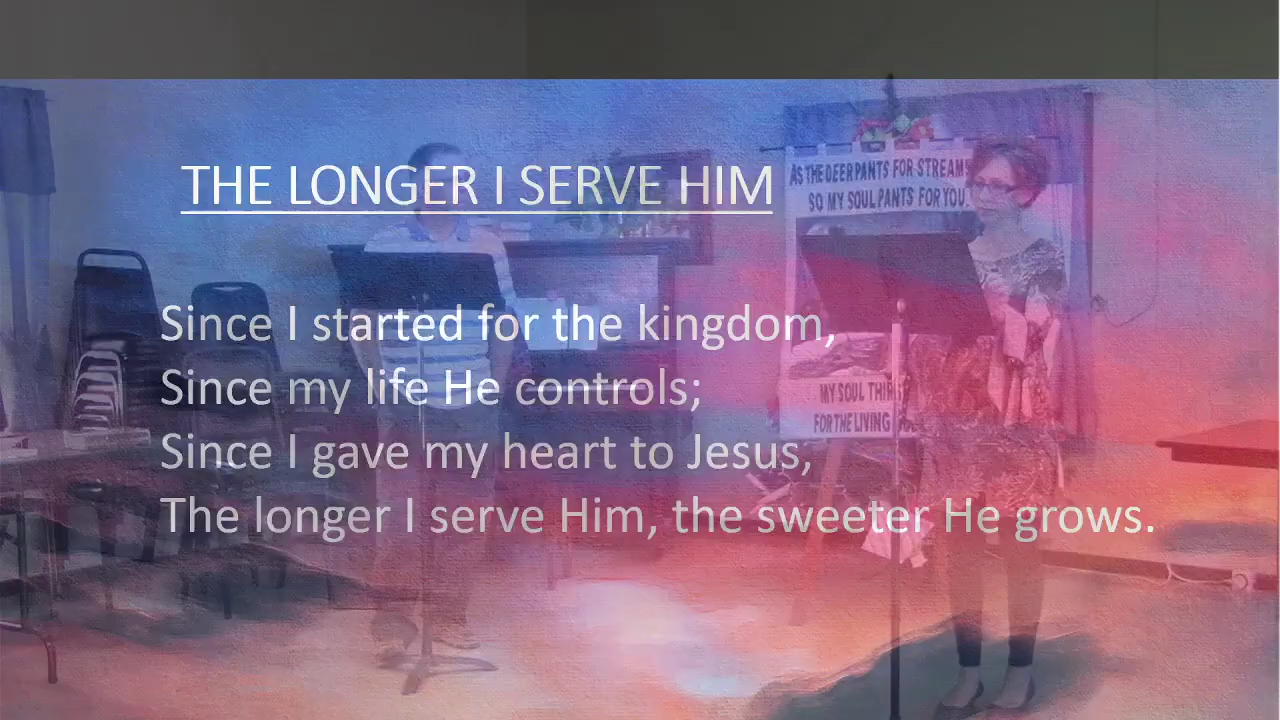 THE LONGER I SERVE HIM
AS THE DEER PANTS FOR STREAMS
SO MY SOUL PANTS FOR YOU,
Since I started for the kingdom,
Since my life He controls;
MY SOUL
FOR THE LIVING
Since I gave my heart to Jesus,
The longer I serve Him, the sweeter He grows.